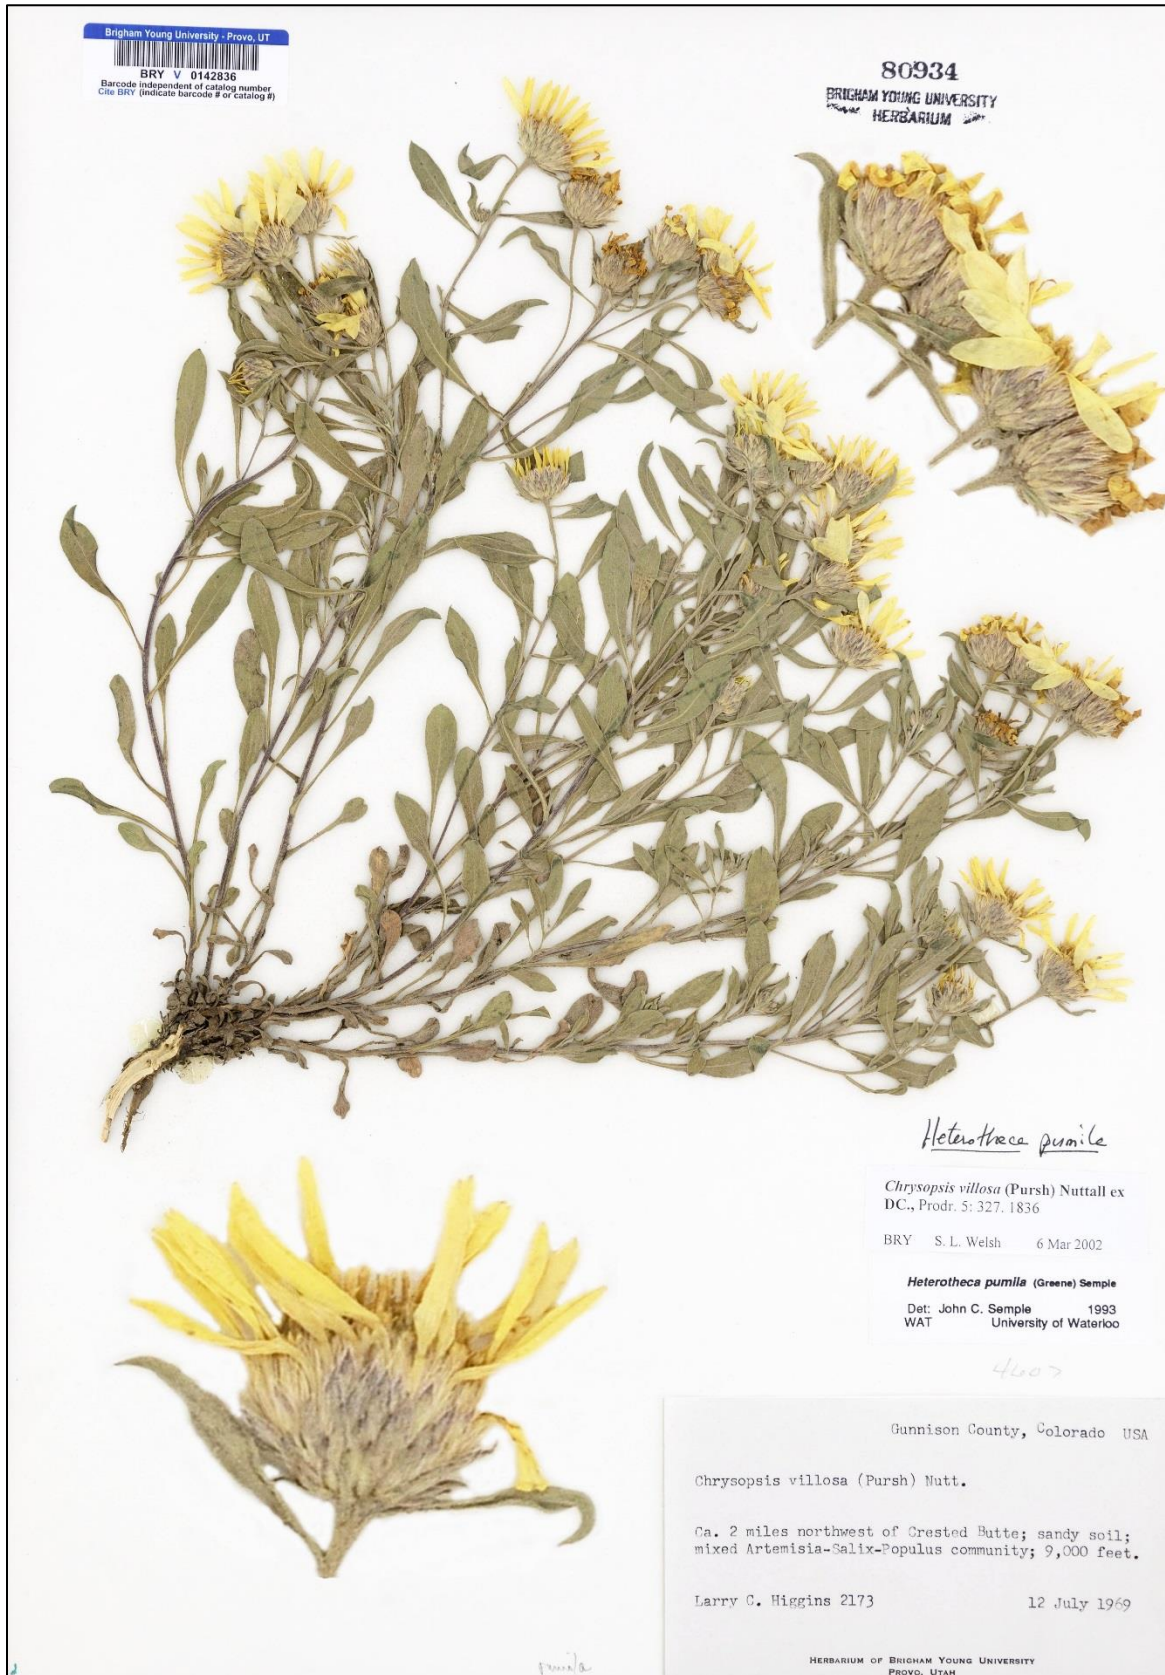 Brigham Young University - Provo, UT
BRY V 0142836
Barcode independent of catalog number
Cite BRY (indicate barcode # or catalog #)
80934
BRIGHAM YOUNG UNIVERSITY
HERBARIUM
Heterotheca pumila
Chrysopsis villosa (Pursh) Nuttall ex
DC., Prodr. 5: 327. 1836
BRY S. L. Welsh 6 Mar 2002
Heterotheca pumila (Greene) Semple
Det: John C. Semple 1993
WAT University of Waterloo
4607
Gunnison County, Colorado USA
Chrysopsis villosa (Pursh) Nutt.
Ca. 2 miles northwest of Crested Butte; sandy soil;
mixed Artemisia-Salix-Populus community; 9,000 feet.
Larry C. Higgins 2173 12 July 1969
HERBARIUM OF BRIGHAM YOUNG UNIVERSITY
PROVO, UTAH
pumila